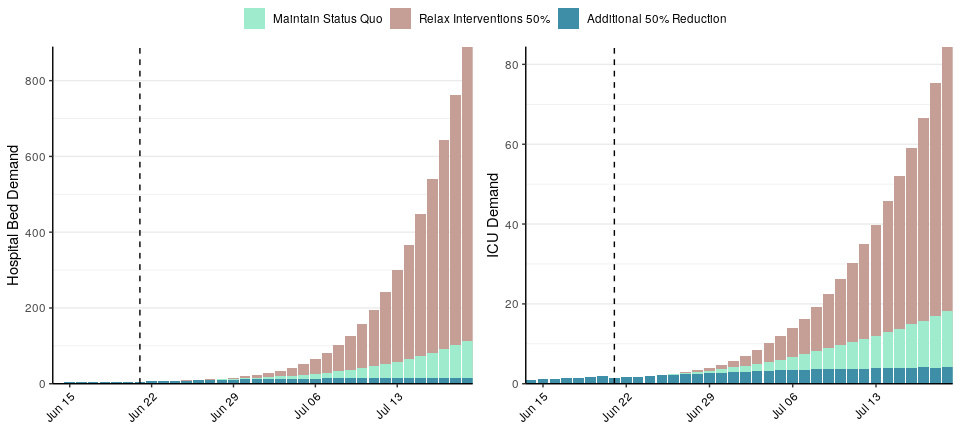 Maintain Status Quo Relax Interventions 50% Additional 50% Reduction
Hospital Bed Demand
800
600
400
200
0
Jun 15
Jun 22
Jun 29
Jul 06
Jul 13
ICU Demand
80
60
40
20
0
Jun 15
Jun 22
Jun 29
Jul 06
Jul 13